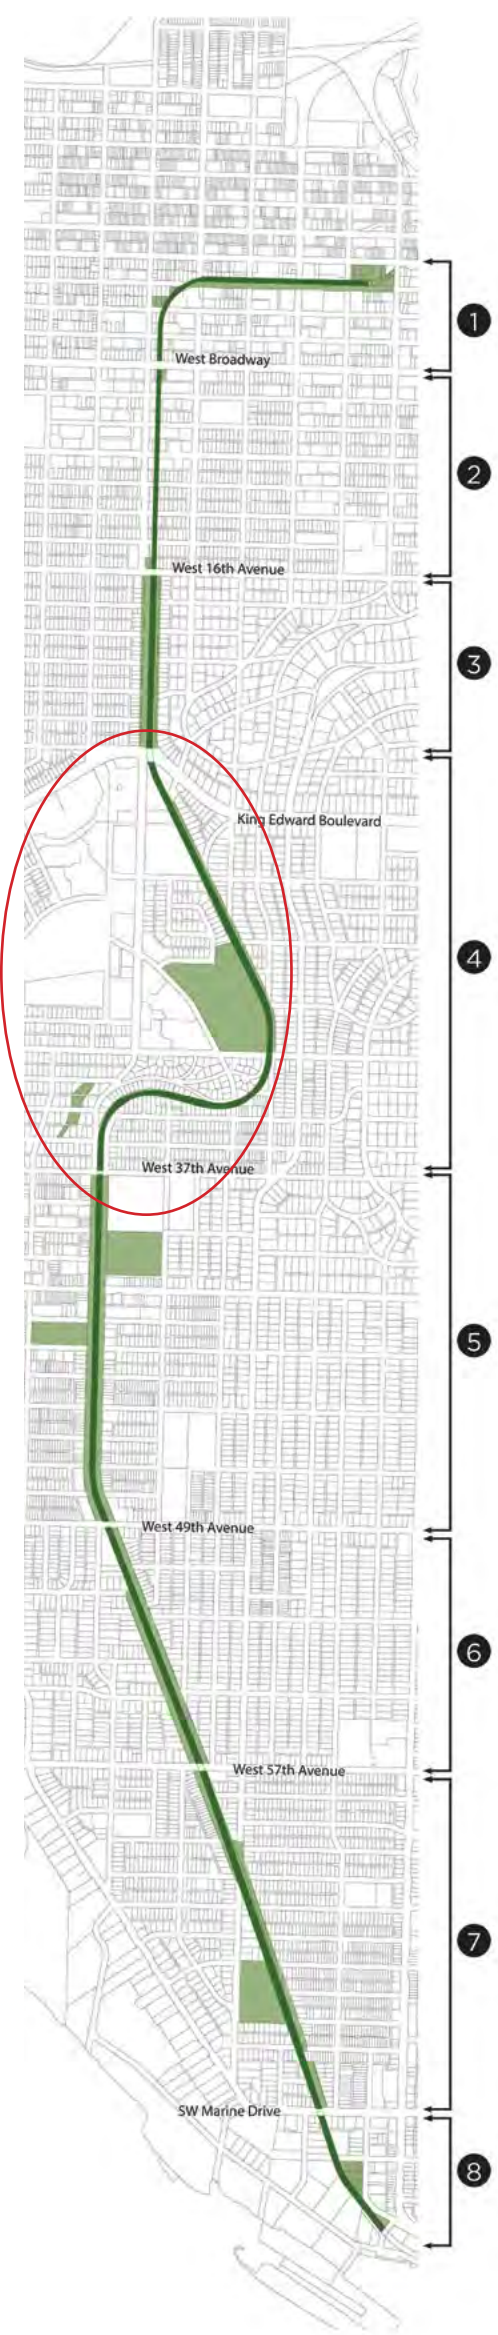 1
West Broadway
2
West 16th Avenue
3
King Edward Boulevard
4
West 37th Avenue
5
West 49th Avenue
6
West 57th Avenue
7
SW Marine Drive
8